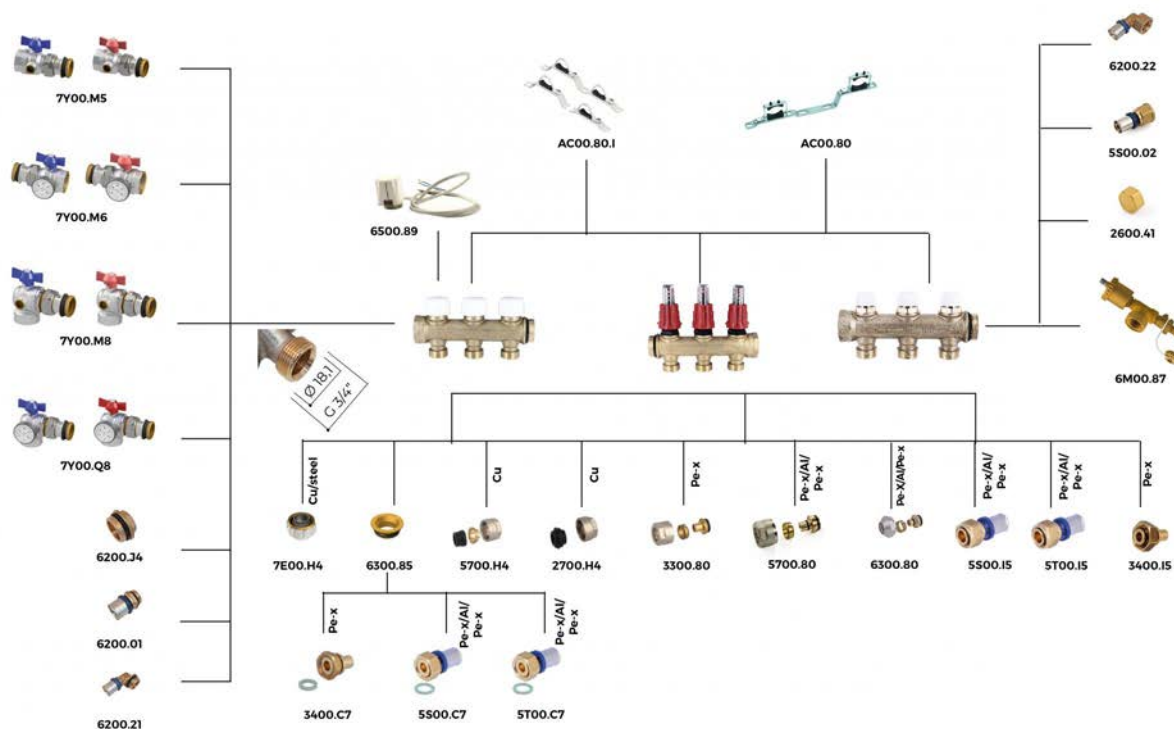 7Y00.M5
7Y00.M6
7Y00.M8
7Y00.Q8
6200.J4
6200.01
6200.21
AC00.80.I
AC00.80
6500.89
6200.22
5S00.02
2600.41
6M00.87
Ø 18,1
G 3/4"
Cu/steel
Cu
Cu
Pe-x
Pe-x/Al/
Pe-x
Pe-x/Al/Pe-x
Pe-x/Al/
Pe-x
Pe-x/Al/
Pe-x
Pe-x
7E00.H4
6300.85
5700.H4
2700.H4
3300.80
5700.80
6300.80
5S00.I5
5T00.I5
3400.I5
Pe-x
Pe-x/Al/
Pe-x
Pe-x/Al/
Pe-x
3400.C7
5S00.C7
5T00.C7